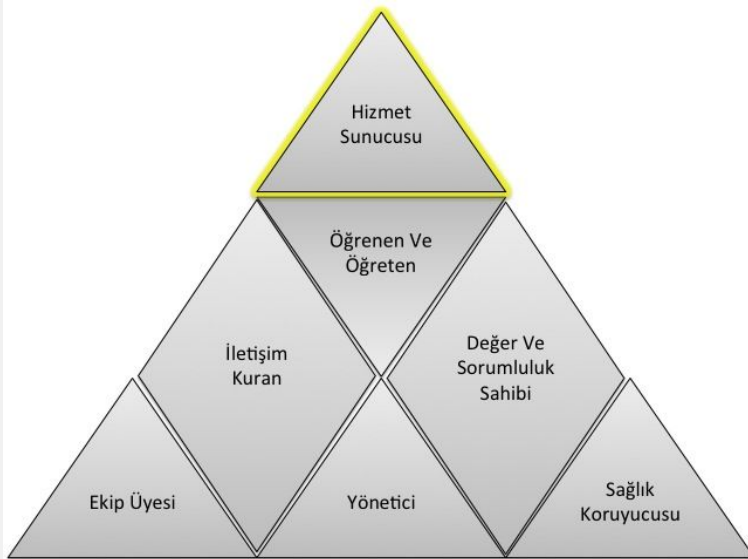 Hizmet
Sunucusu
Öğrenen Ve
Öğreten
İletişim
Kuran
Değer Ve
Sorumluluk
Sahibi
Ekip Üyesi
Yönetici
Sağlık
Koruyucusu